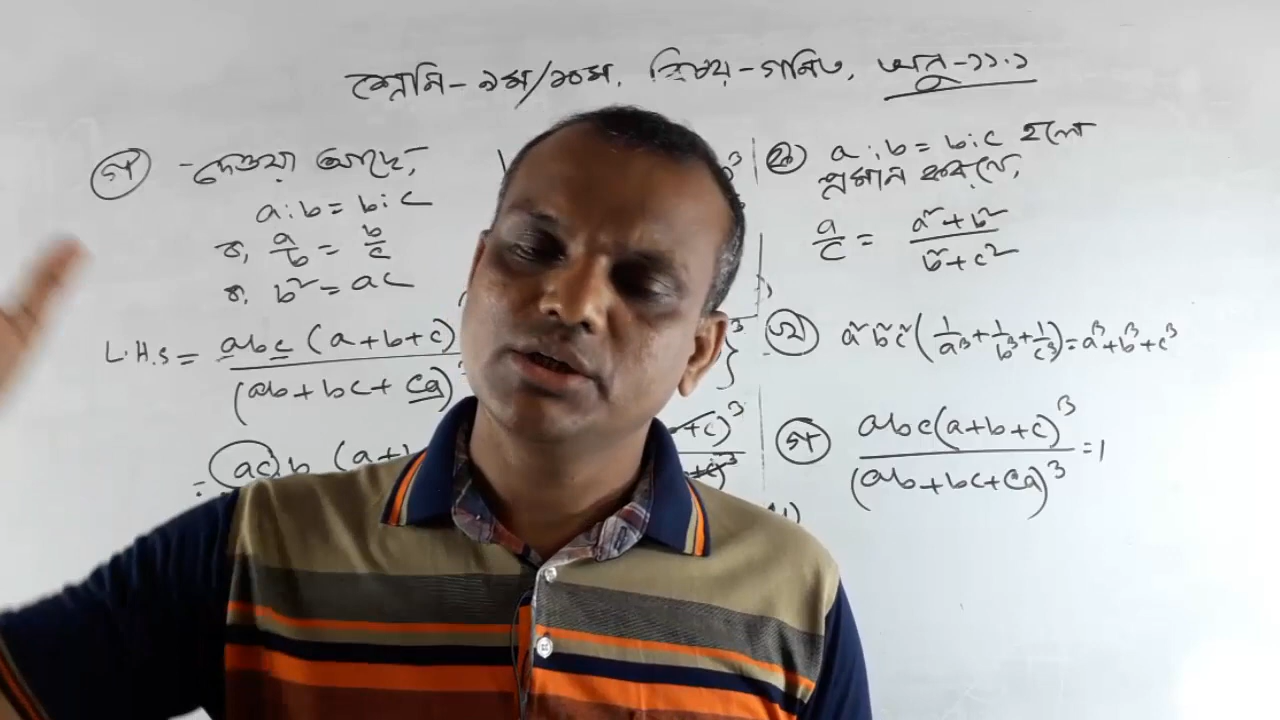 শ্রেণি - ৯ম/১০ম, বিষয় - গণিত, অনু - ১১.১
গ) দেওয়া আছে,
a : b = b : c
বা, a/b = b/c
বা, b² = ac
L.H.S = abc (a+b+c) / (ab+bc+ca)
= (ac)b (a+b
+c)³
ক) a : b = b : c হলে
প্রমাণ কর যে,
a/c = (a²+b²)/(b²+c²)
খ) a²b²c² (1/a³ + 1/b³ + 1/c³) = a³+b³+c³
গ) abc(a+b+c)³ / (ab+bc+ca)³ = 1